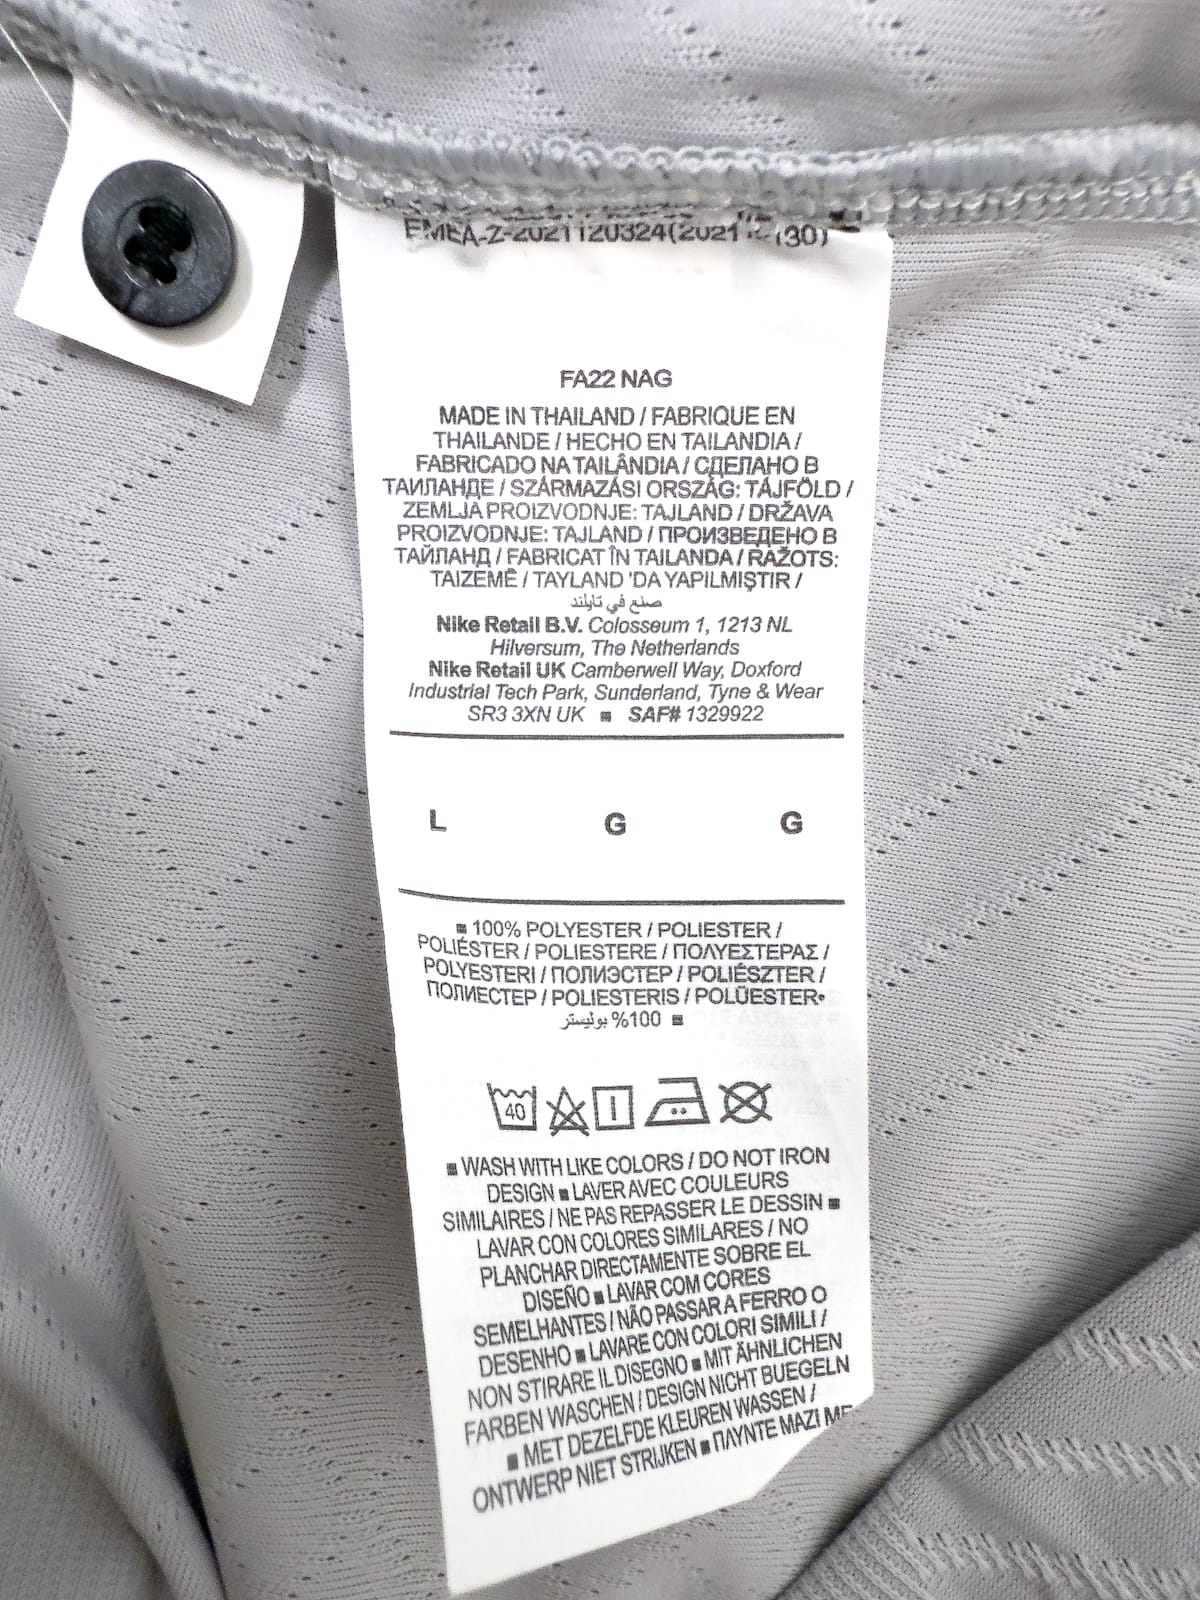 EMEA-Z-2021120324(2021
FA22 NAG
MADE IN THAILAND / FABRIQUE EN
THAILANDE / HECHO EN TAILANDIA /
FABRICADO NA TAILÂNDIA / СДЕЛАНО В
ТАИЛАНДЕ / SZÁRMAZÁSI ORSZÁG: TÁJFÖLD /
ZEMLJA PROIZVODNJE: TAJLAND / DRŽAVA
PROIZVODNJE: TAJLAND / ПРОИЗВЕДЕНО В
ТАЙЛАНД / FABRICAT ÎN TAILANDA / RAŽOTS:
TAIZEMĒ / TAYLAND 'DA YAPILMIŞTIR /
صنع في تايلند
Nike Retail B.V. Colosseum 1, 1213 NL
Hilversum, The Netherlands
Nike Retail UK Camberwell Way, Doxford
Industrial Tech Park, Sunderland, Tyne & Wear
SR3 3XN UK ■ SAF# 1329922
L G G
■ 100% POLYESTER / POLIESTER /
POLIÉSTER / POLIESTERE / ΠΟΛΥΕΣΤΕΡΑΣ /
POLYESTERI / ПОЛИЭСТЕР / POLIÉSZTER /
ПОЛИЕСТЕР / POLIESTERIS / POLÜESTER•
100% بوليستر ■
40
■ WASH WITH LIKE COLORS / DO NOT IRON
DESIGN ■ LAVER AVEC COULEURS
SIMILAIRES / NE PAS REPASSER LE DESSIN ■
LAVAR CON COLORES SIMILARES / NO
PLANCHAR DIRECTAMENTE SOBRE EL
DISEÑO ■ LAVAR COM CORES
SEMELHANTES / NÃO PASSAR A FERRO O
DESENHO ■ LAVARE CON COLORI SIMILI /
NON STIRARE IL DISEGNO ■ MIT ÄHNLICHEN
FARBEN WASCHEN / DESIGN NICHT BUEGELN
■ MET DEZELFDE KLEUREN WASSEN /
ONTWERP NIET STRIJKEN ■ ΠΛΥΝΤΕ ΜΑΖΙ ΜΕ